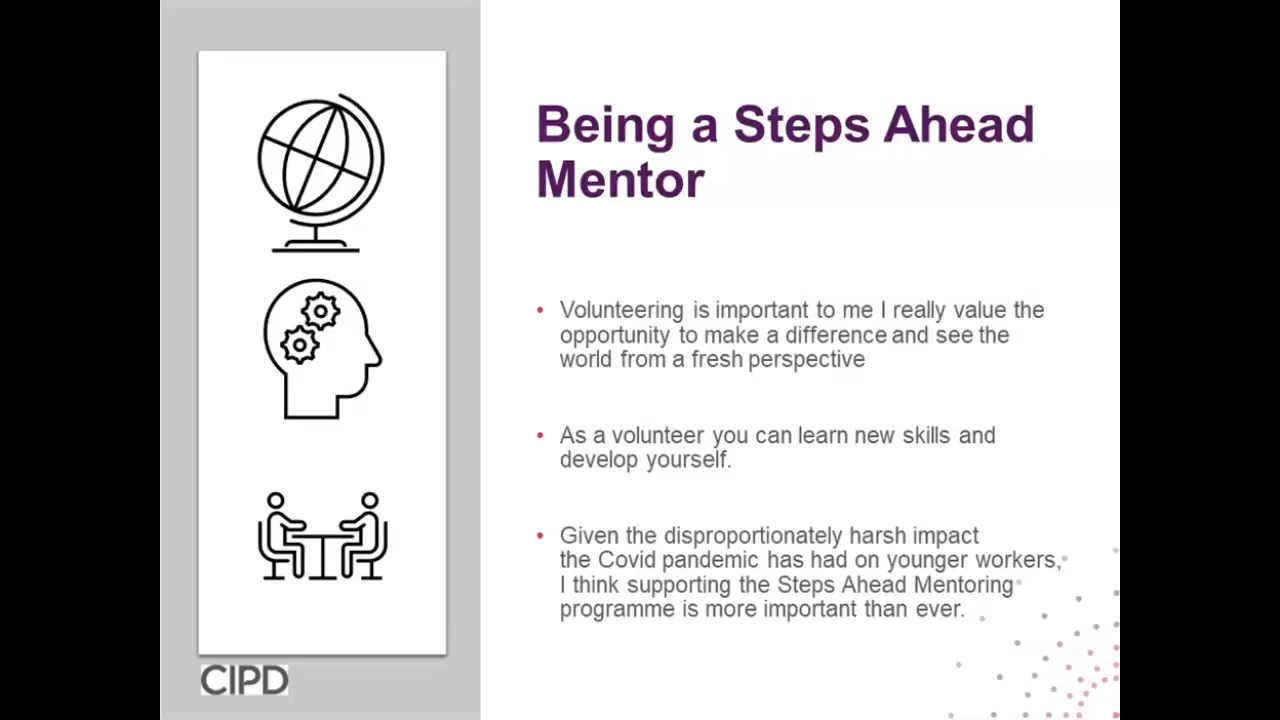 Being a Steps Ahead
Mentor
• Volunteering is important to me I really value the
opportunity to make a difference and see the
world from a fresh perspective
• As a volunteer you can learn new skills and
develop yourself.
• Given the disproportionately harsh impact
the Covid pandemic has had on younger workers,
I think supporting the Steps Ahead Mentoring
programme is more important than ever.
CIPD